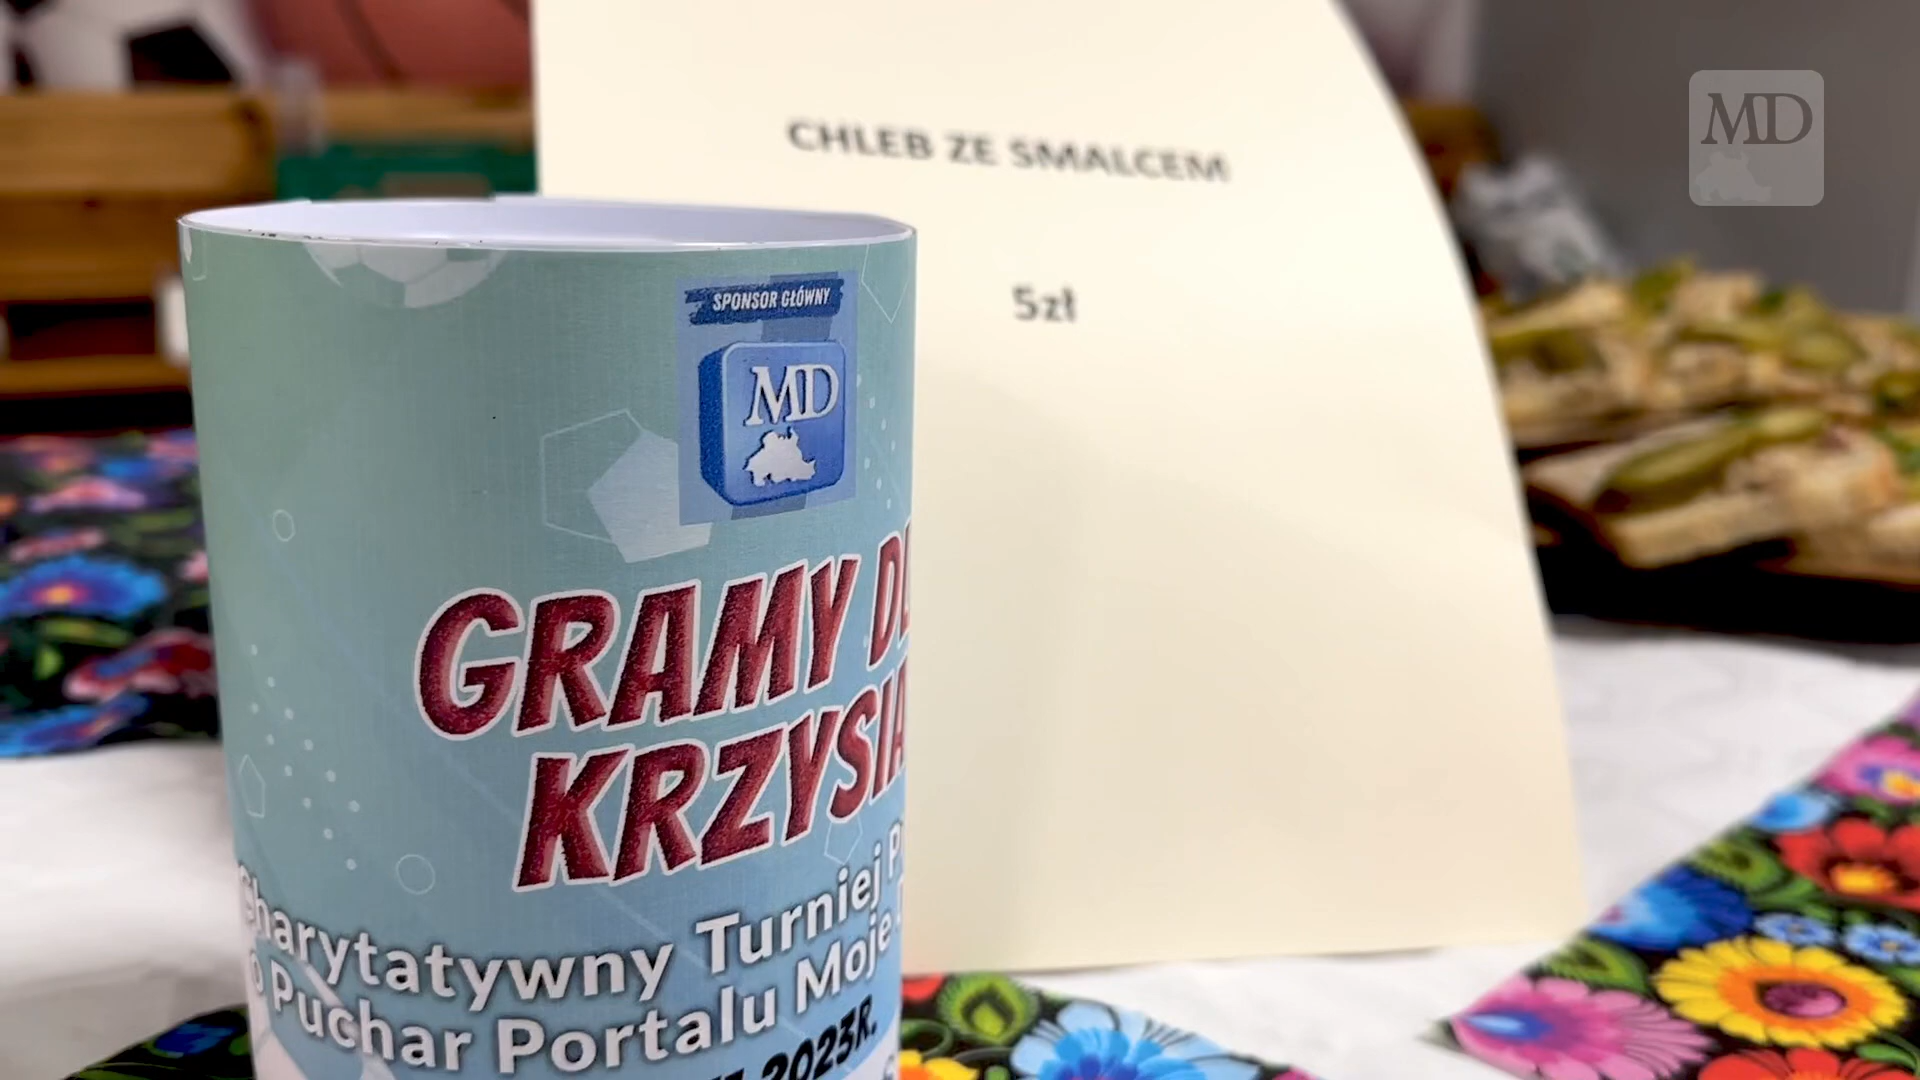 CHLEB ZE SMALCEM
5zł
MD
SPONSOR GŁÓWNY
MD
GRAMY
KRZYSIA
Charytatywny Turniej
o Puchar Portalu Moje
2023R.